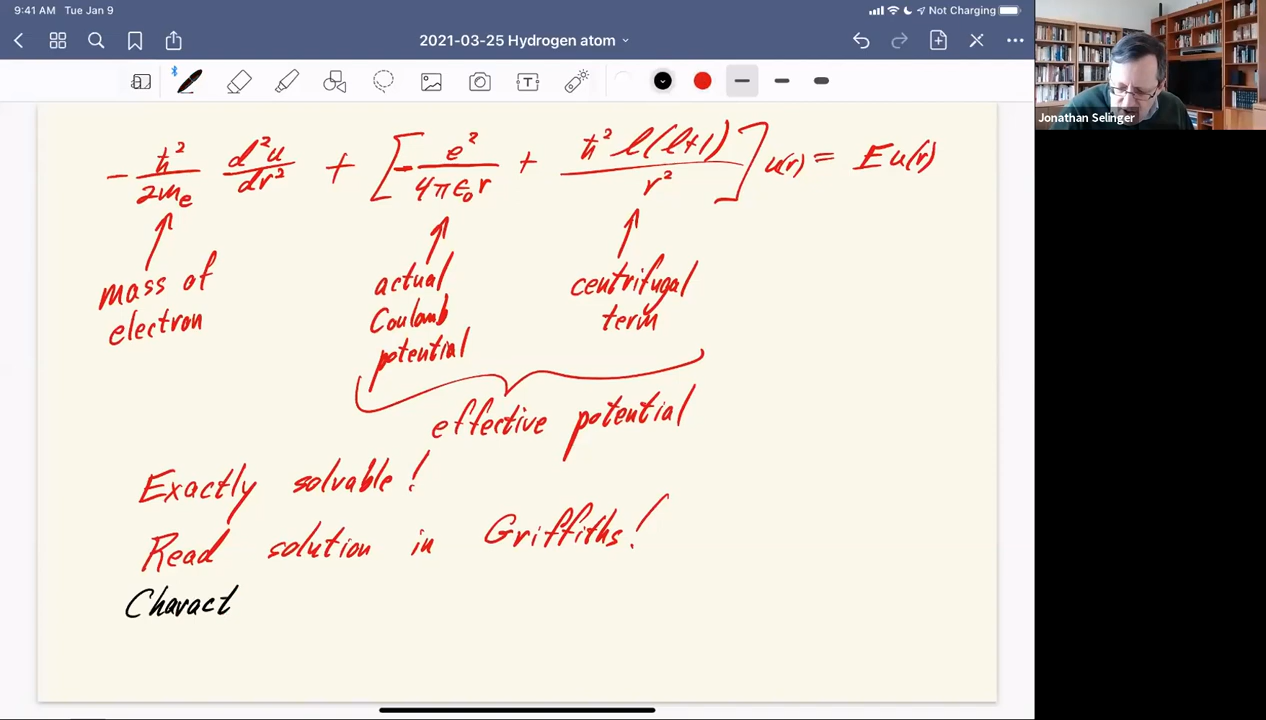 9:41 AM Tue Jan 9
Not Charging
2021-03-25 Hydrogen atom
T
Jonathan Selinger
- ℏ²/2mₑ d²u/dr² + [- e²/4πϵ₀r + ℏ² l(l+1)/r²] u(r) = E u(r)
mass of
electron
actual
Coulomb
potential
centrifugal
term
effective potential
Exactly solvable!
Read solution in Griffiths!
Charact